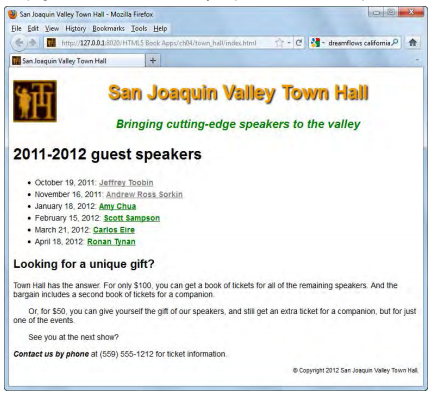 San Joaquin Valley Town Hall - Mozilla Firefox
File Edit View History Bookmarks Tools Help
http://127.0.0.1:8020/HTML5 Book Apps/ch04/town_hall/index.html
dreamflows california
San Joaquin Valley Town Hall +
TH
San Joaquin Valley Town Hall
Bringing cutting-edge speakers to the valley
2011-2012 guest speakers
• October 19, 2011: Jeffrey Toobin
• November 16, 2011: Andrew Ross Sorkin
• January 18, 2012: Amy Chua
• February 15, 2012: Scott Sampson
• March 21, 2012: Carlos Eire
• April 18, 2012: Ronan Tynan
Looking for a unique gift?
Town Hall has the answer. For only $100, you can get a book of tickets for all of the remaining speakers. And the
bargain includes a second book of tickets for a companion.
Or, for $50, you can give yourself the gift of our speakers, and still get an extra ticket for a companion, but for just
one of the events.
See you at the next show?
Contact us by phone at (559) 555-1212 for ticket information.
© Copyright 2012 San Joaquin Valley Town Hall.